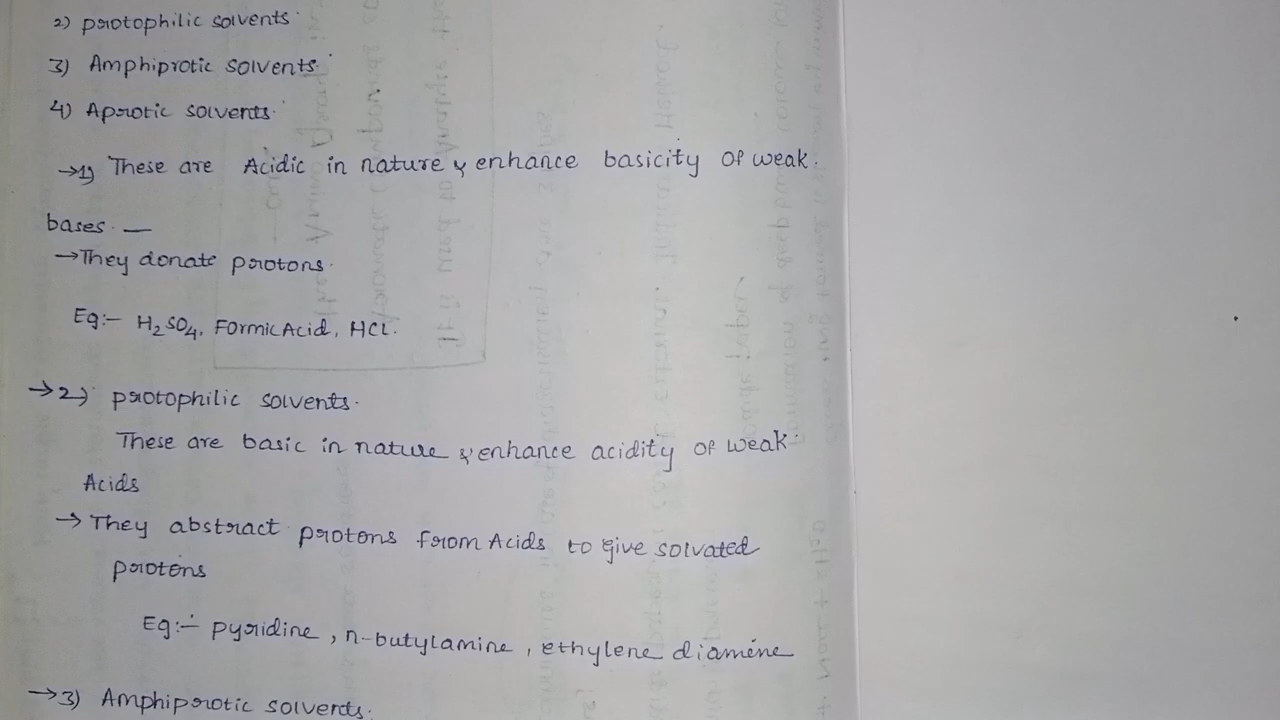 2) protophilic solvents
3) Amphiprotic solvents
4) Aprotic solvents.
→1) These are Acidic in nature & enhance basicity of weak.
bases. —
→They donate protons.
Eg:- H₂SO₄, Formic Acid, HCL.
→2) protophilic solvents.
These are basic in nature & enhance acidity of weak
Acids
→ They abstract protons from Acids to give solvated
protons
Eg:- pyridine, n-butylamine, ethylene diamine
→3) Amphiprotic solvents.